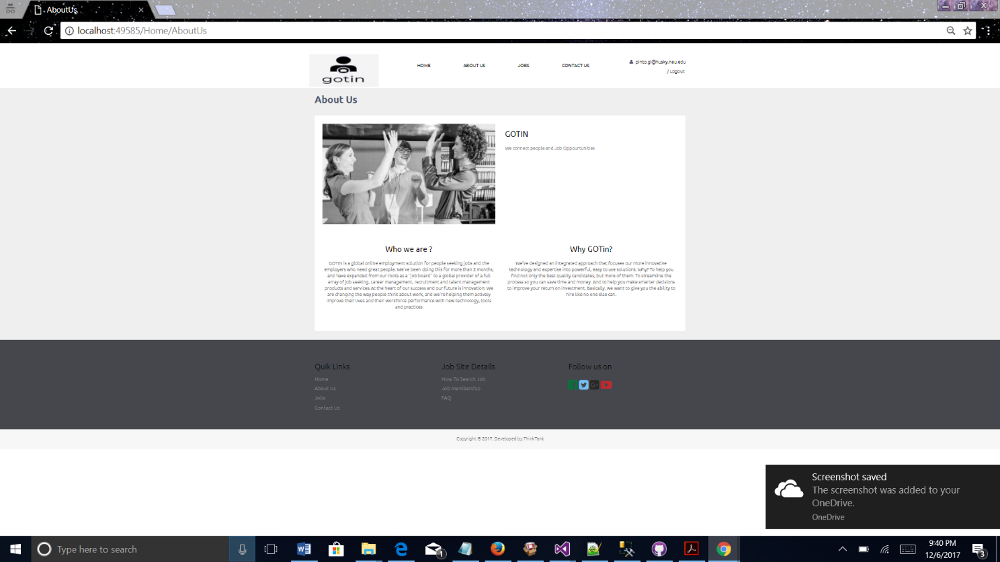 AboutUs
localhost:49585/Home/AboutUs
gotin
HOME
ABOUT US
JOBS
CONTACT US
pinto.gi@husky.neu.edu
/ Logout
About Us
GOTIN
We connect people and Job Oppourtunities
Who we are ?
GOTIN is a global online employment solution for people seeking jobs and the
employers who need great people. We've been doing this for more than 2 months,
and have expanded from our roots as a "job board" to a global provider of a full
array of job seeking, career management, recruitment and talent management
products and services.At the heart of our success and our future is innovation: We
are changing the way people think about work, and we're helping them actively
improve their lives and their workforce performance with new technology, tools
and practices
Why GOTin?
We've designed an integrated approach that focuses our more innovative
technology and expertise into powerful, easy to use solutions. Why? To help you
find not only the best quality candidates, but more of them. To streamline the
process so you can save time and money. And to help you make smarter decisions
to improve your return on investment. Basically, we want to give you the ability to
hire like no one else can.
Quik Links
Home
About Us
Jobs
Contact Us
Job Site Details
How To Search Job
Job Membership
FAQ
Follow us on
Copyright © 2017. Developed by ThinkTank
Screenshot saved
The screenshot was added to your
OneDrive.
OneDrive
Type here to search
1
9:40 PM
12/6/2017
3